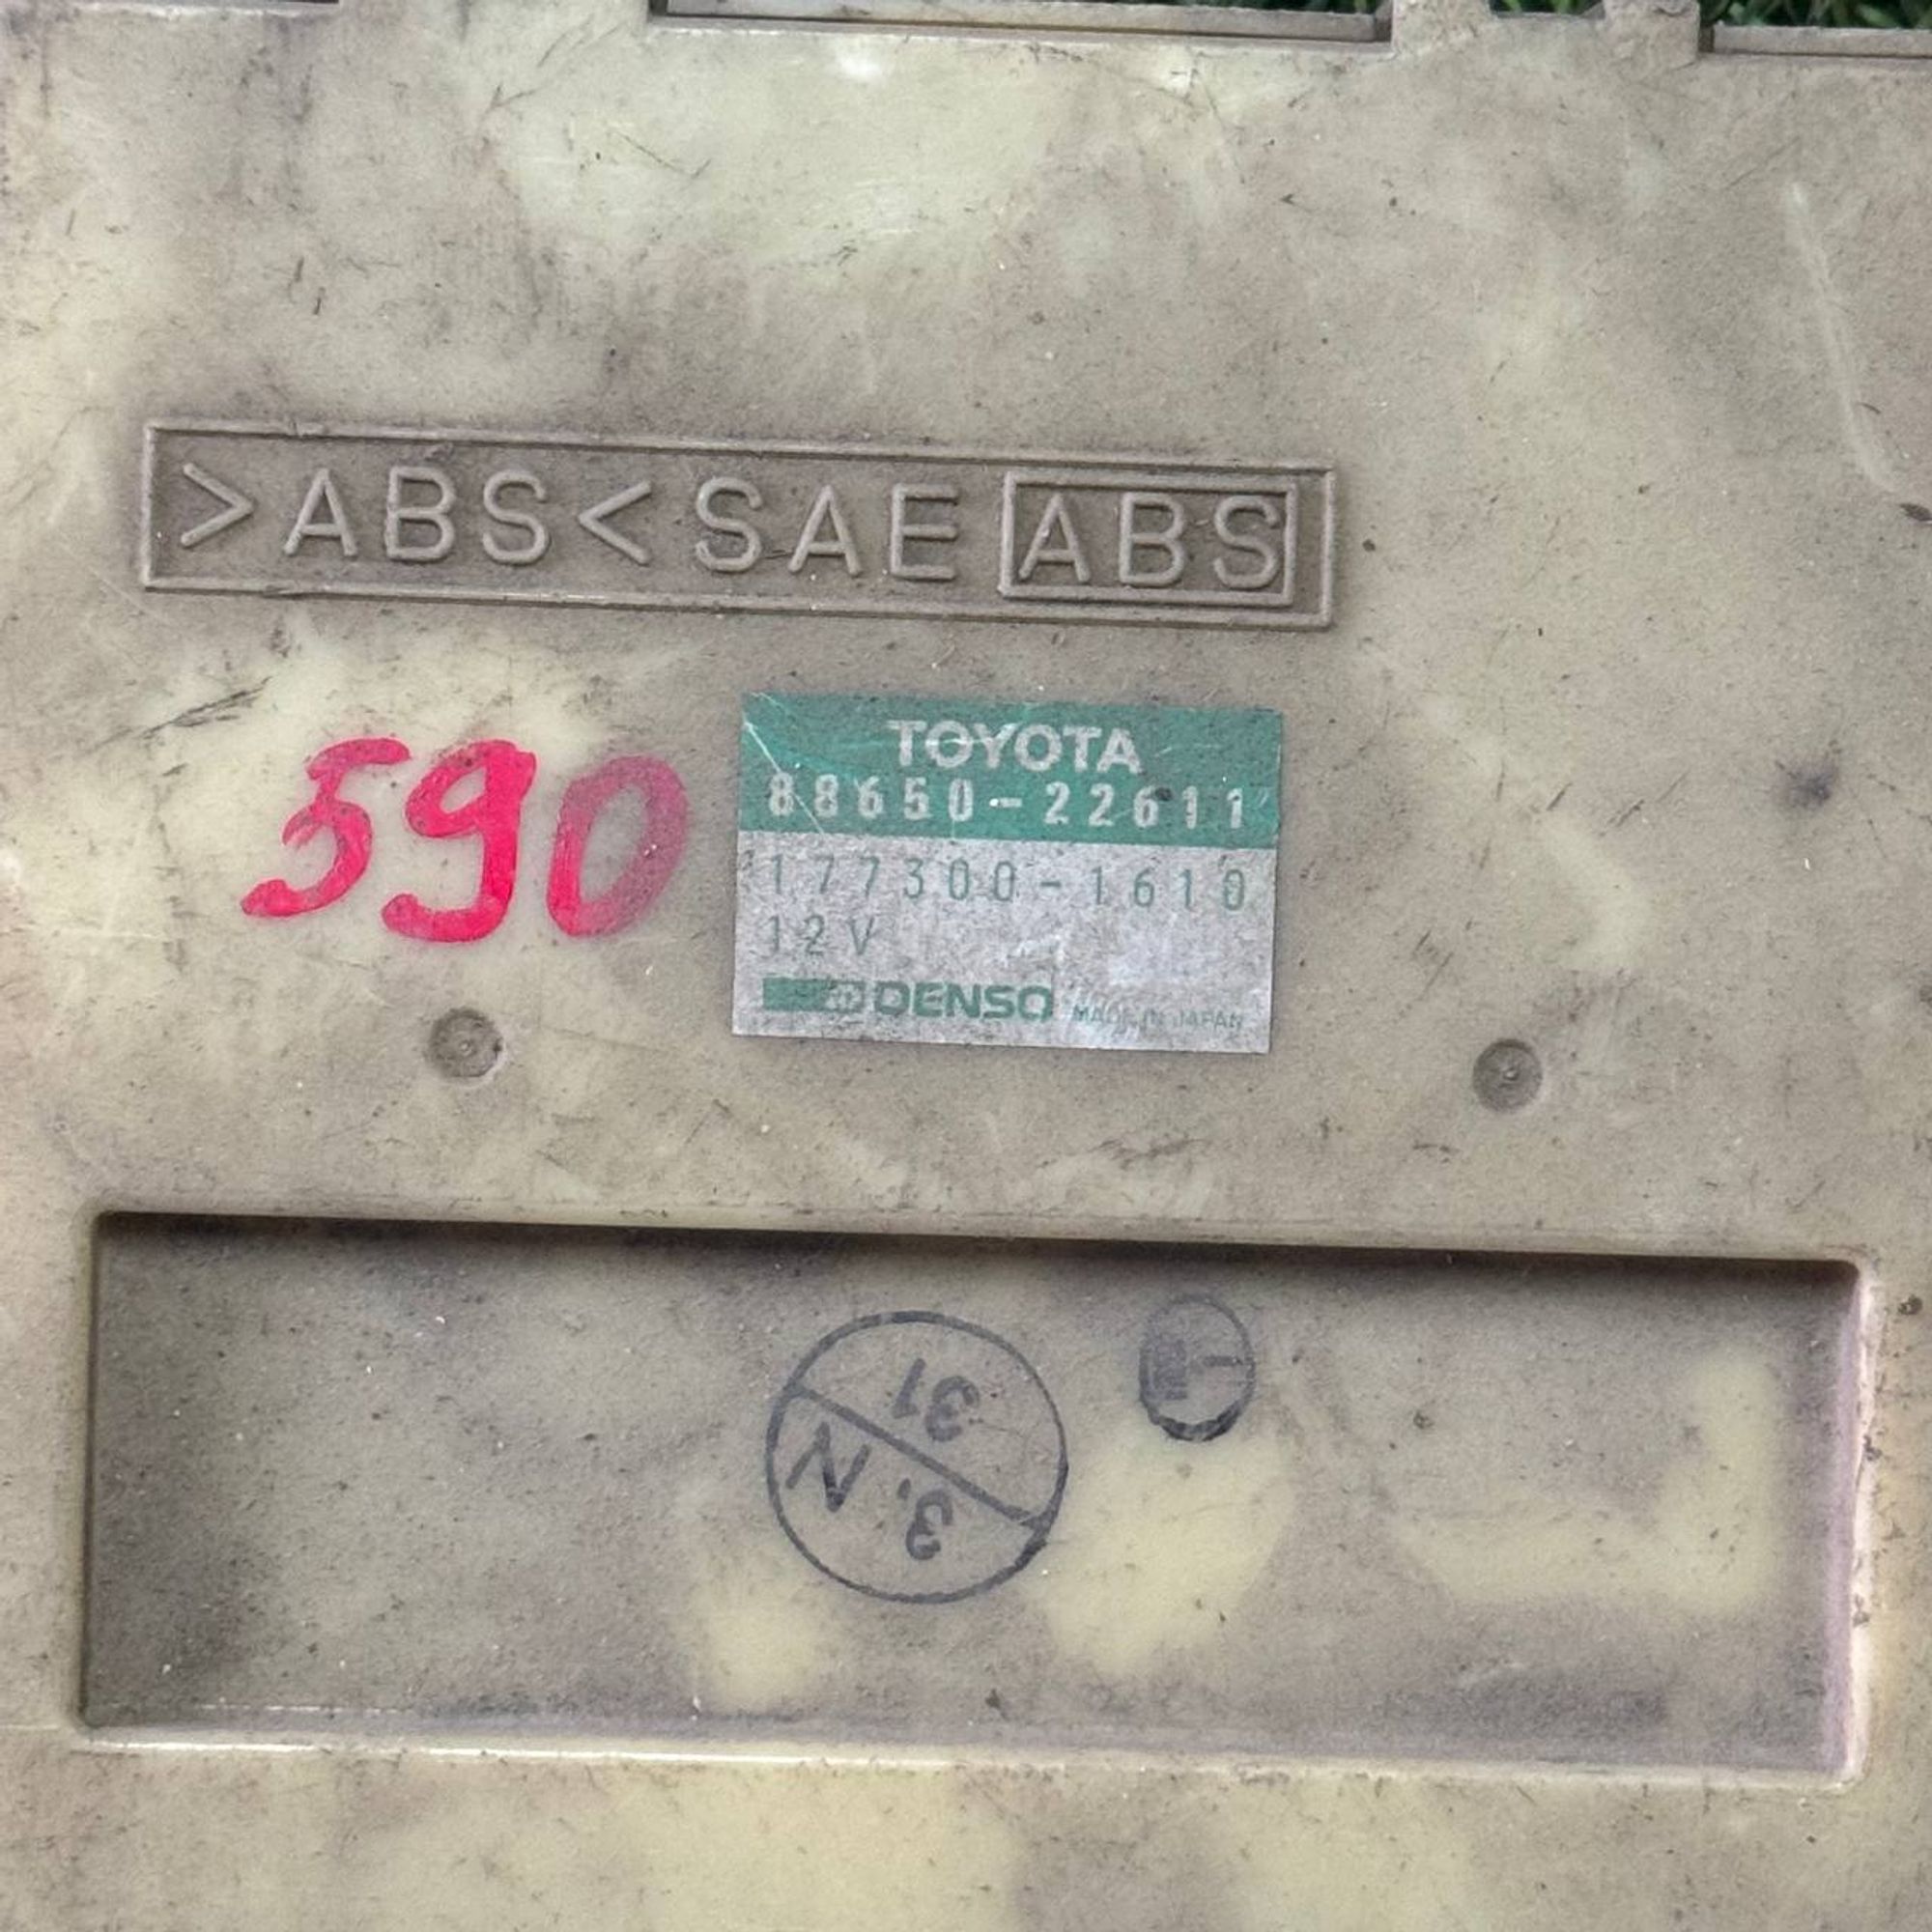 >ABS< SAE ABS
590
TOYOTA
88650-22611
177300-1610
12V
DENSO MADE IN JAPAN
31
3. N